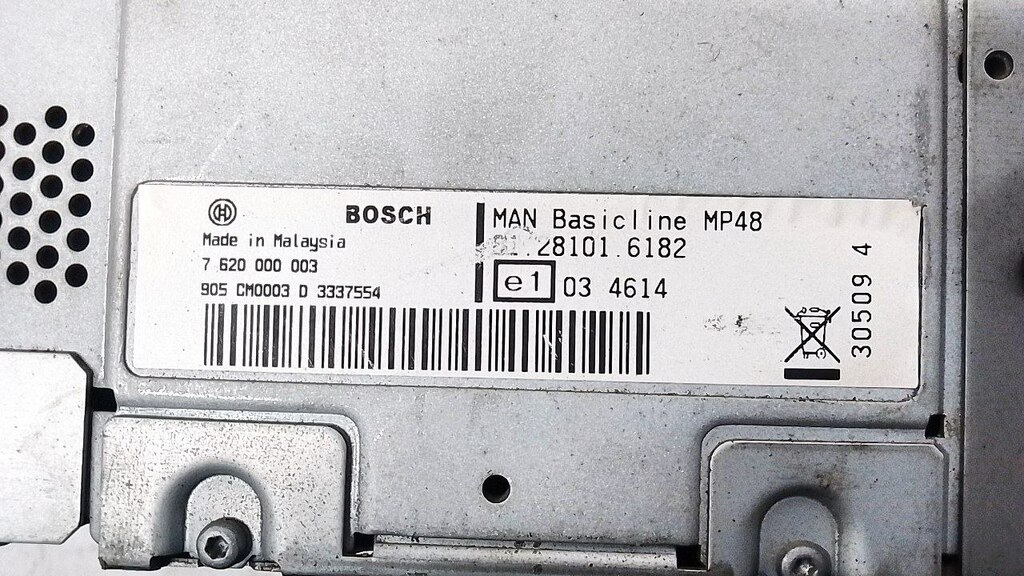 BOSCH
Made in Malaysia
7 620 000 003
905 CM0003 D 3337554
MAN Basicline MP48
81.28101.6182
e1 03 4614
30509 4